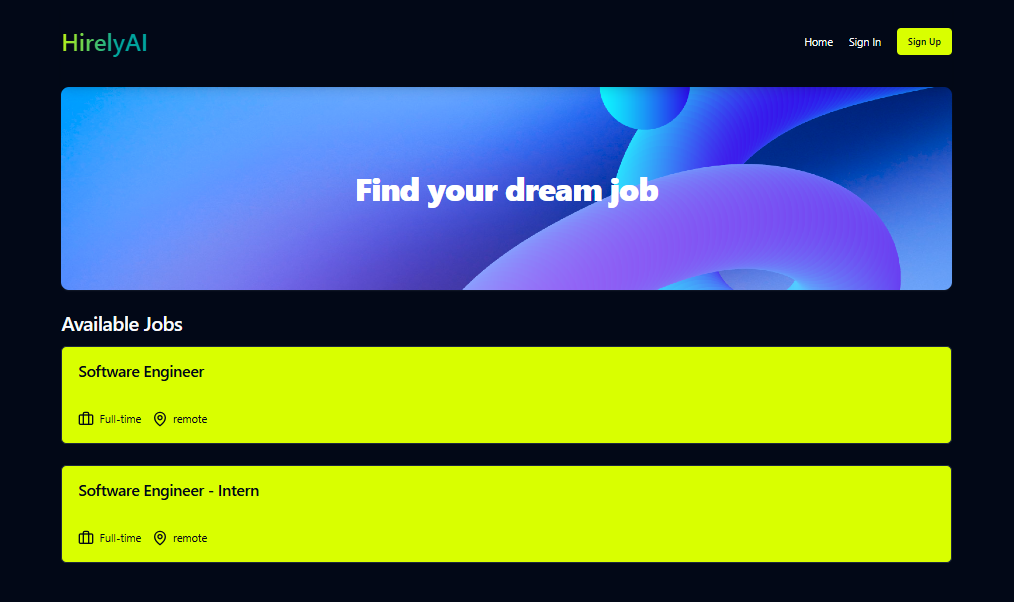 HirelyAI
Home Sign In Sign Up
Find your dream job
Available Jobs
Software Engineer
Full-time remote
Software Engineer - Intern
Full-time remote